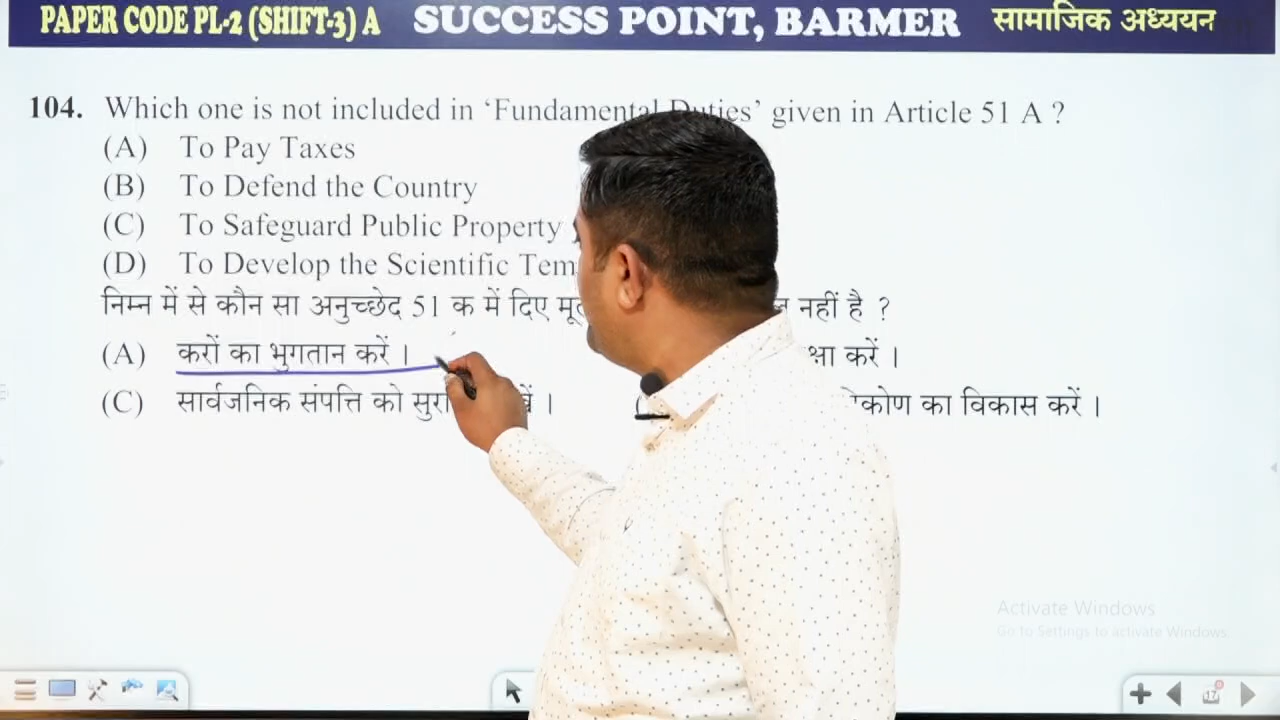 PAPER CODE PL-2 (SHIFT-3) A SUCCESS POINT, BARMER सामाजिक अध्ययन
104. Which one is not included in ‘Fundamental Duties’ given in Article 51 A ?
(A) To Pay Taxes
(B) To Defend the Country
(C) To Safeguard Public Property
(D) To Develop the Scientific
निम्न में से कौन सा अनुच्छेद 51 क में दिए नहीं है ?
(A) करों का भुगतान करें । करें ।
(C) सार्वजनिक संपत्ति को का विकास करें ।
Activate Windows
Go to Settings to activate Windows.
17